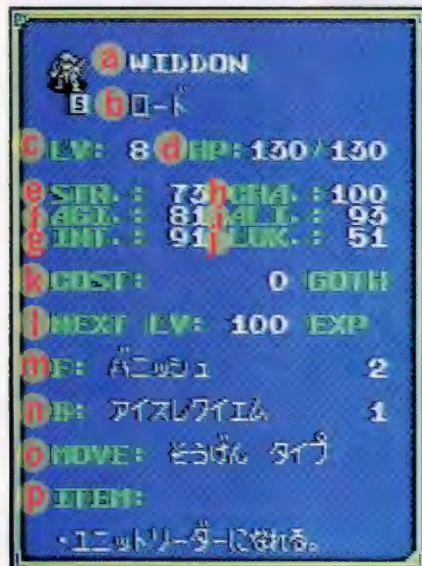 a WIDDON
S b ロード
c LV: 8 d HP: 130/130
e STR.: 73 h CHA.: 100
f AGI.: 81 i ALI.: 93
g INT.: 91 j LUK.: 51
k COST: 0 GOTH
l NEXT LV: 100 EXP
m F: バニッシュ 2
n R: アイスレクイエム 1
o MOVE: そうげん タイプ
p ITEM:
・ユニットリーダーになれる。